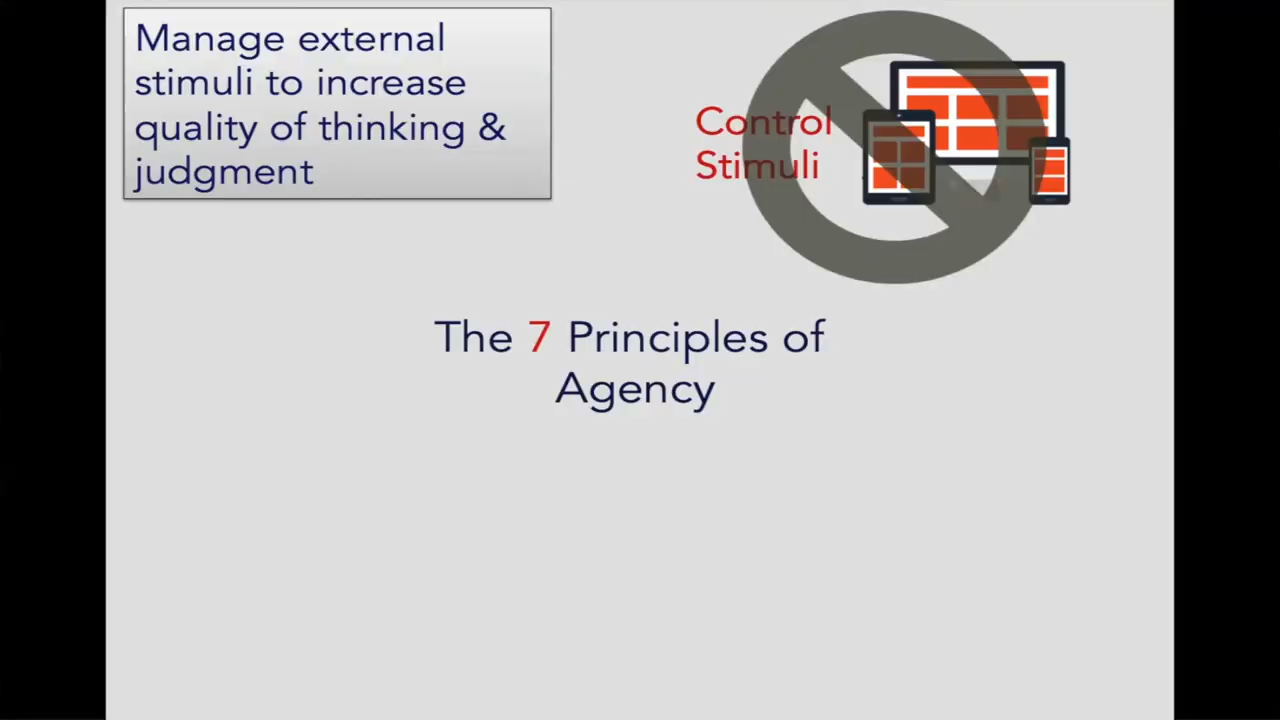 Manage external
stimuli to increase
quality of thinking &
judgment
Control
Stimuli
The 7 Principles of
Agency